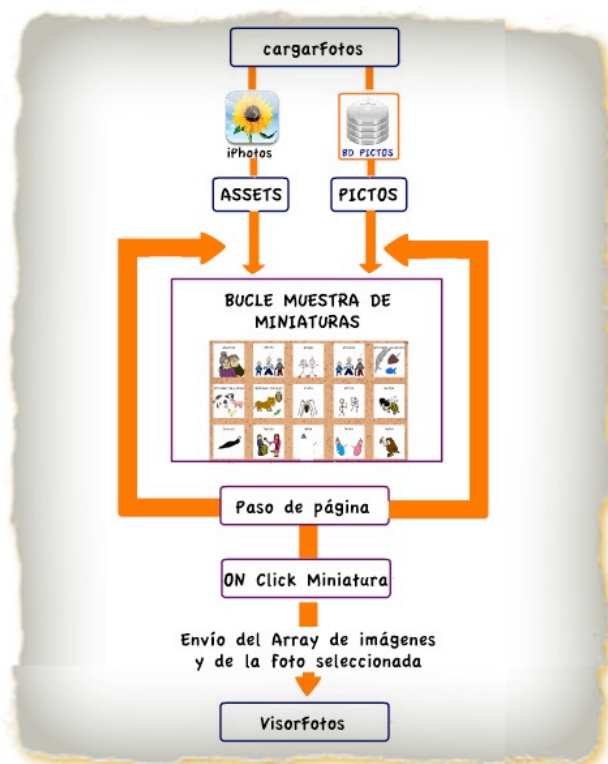 cargarFotos
iPhotos
BD PICTOS
ASSETS
PICTOS
BUCLE MUESTRA DE
MINIATURAS
Paso de página
ON Click Miniatura
Envío del Array de imágenes
y de la foto seleccionada
VisorFotos